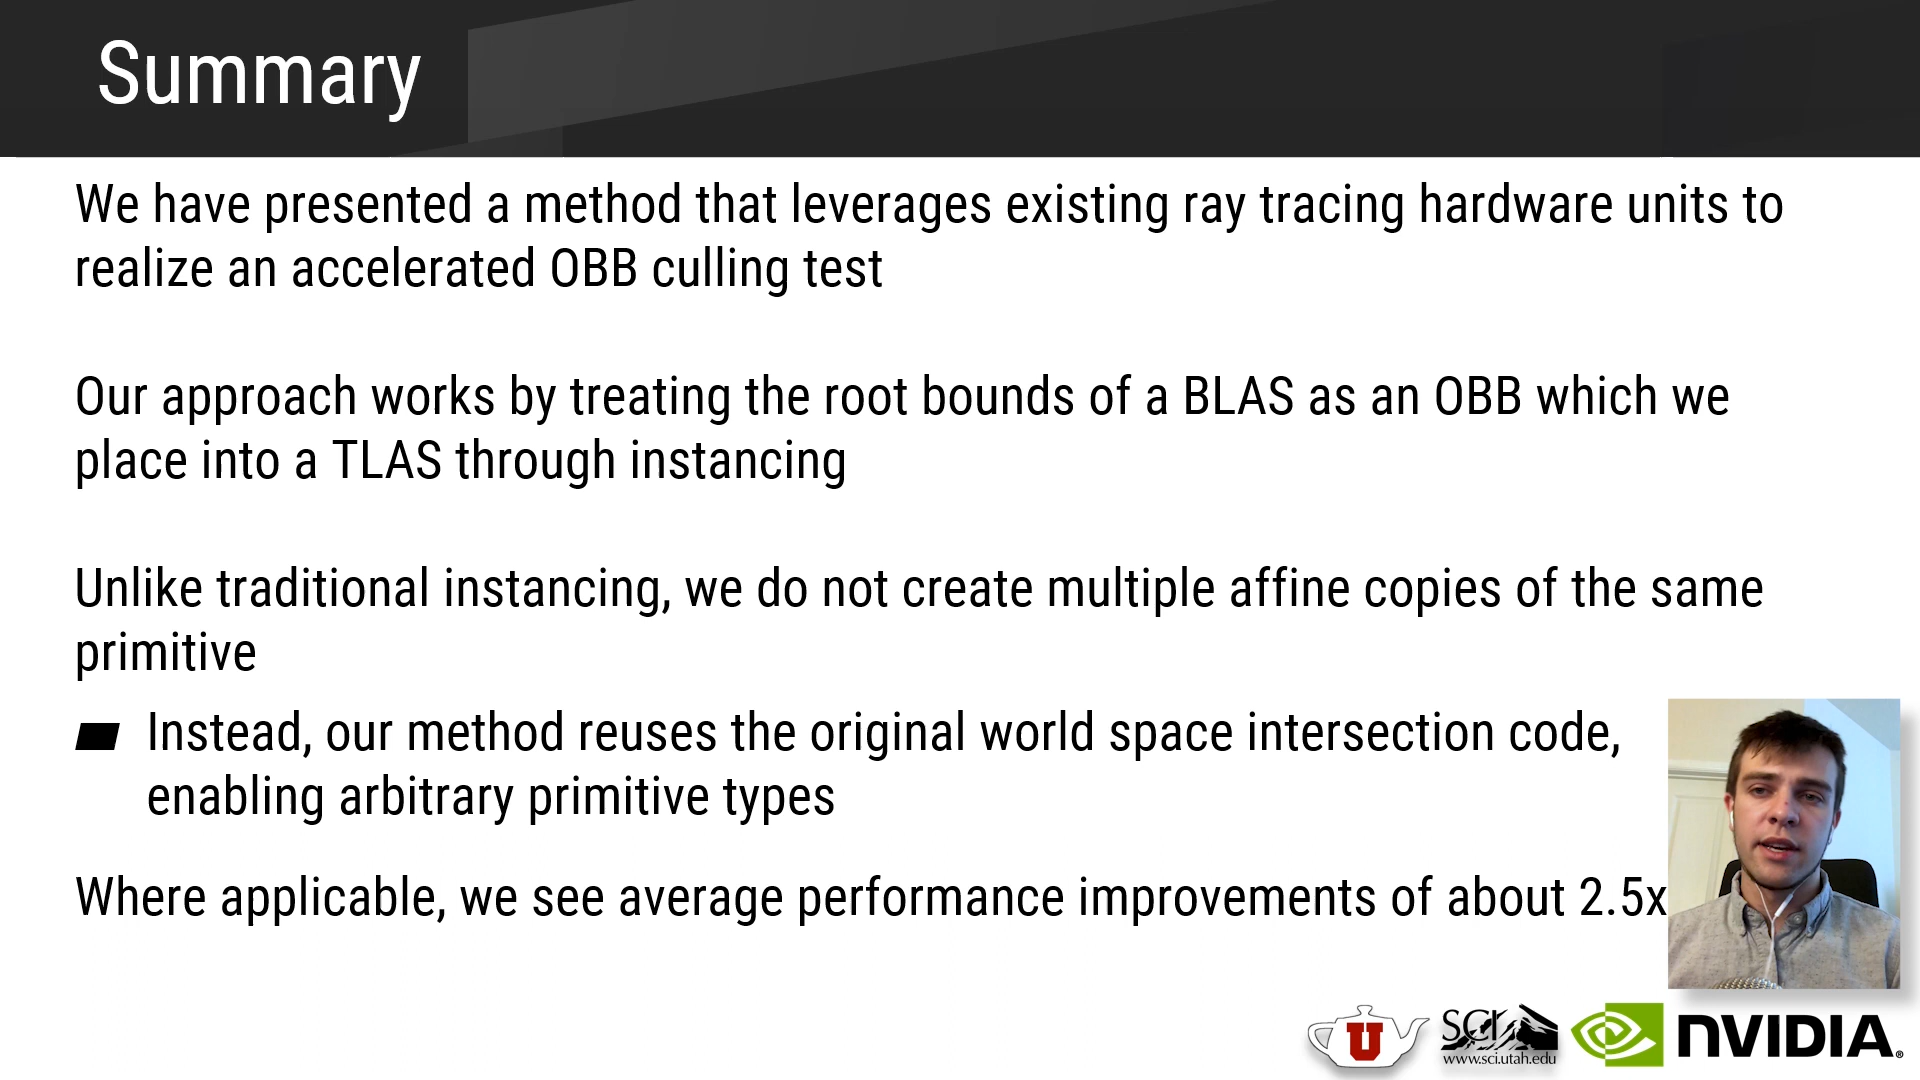 Summary
We have presented a method that leverages existing ray tracing hardware units to
realize an accelerated OBB culling test
Our approach works by treating the root bounds of a BLAS as an OBB which we
place into a TLAS through instancing
Unlike traditional instancing, we do not create multiple affine copies of the same
primitive
Instead, our method reuses the original world space intersection code,
enabling arbitrary primitive types
Where applicable, we see average performance improvements of about 2.5x
U
SCI
www.sci.utah.edu
NVIDIA®